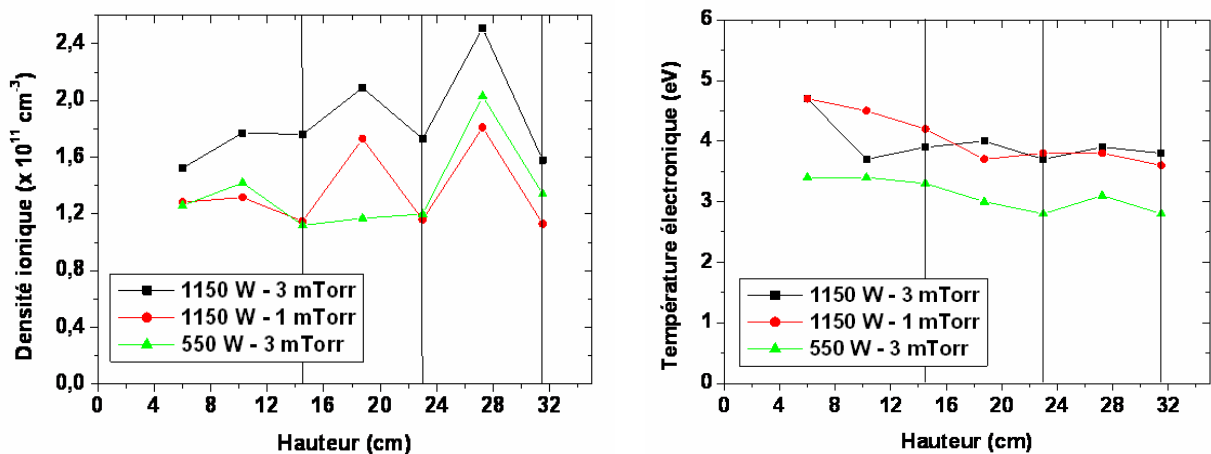 Densité ionique (x 10¹¹ cm⁻³)
2,4
2,0
1,6
1,2
0,8
0,4
0,0
1150 W - 3 mTorr
1150 W - 1 mTorr
550 W - 3 mTorr
0 4 8 12 16 20 24 28 32
Hauteur (cm)
Température électronique (eV)
6
5
4
3
2
1
0
1150 W - 3 mTorr
1150 W - 1 mTorr
550 W - 3 mTorr
0 4 8 12 16 20 24 28 32
Hauteur (cm)